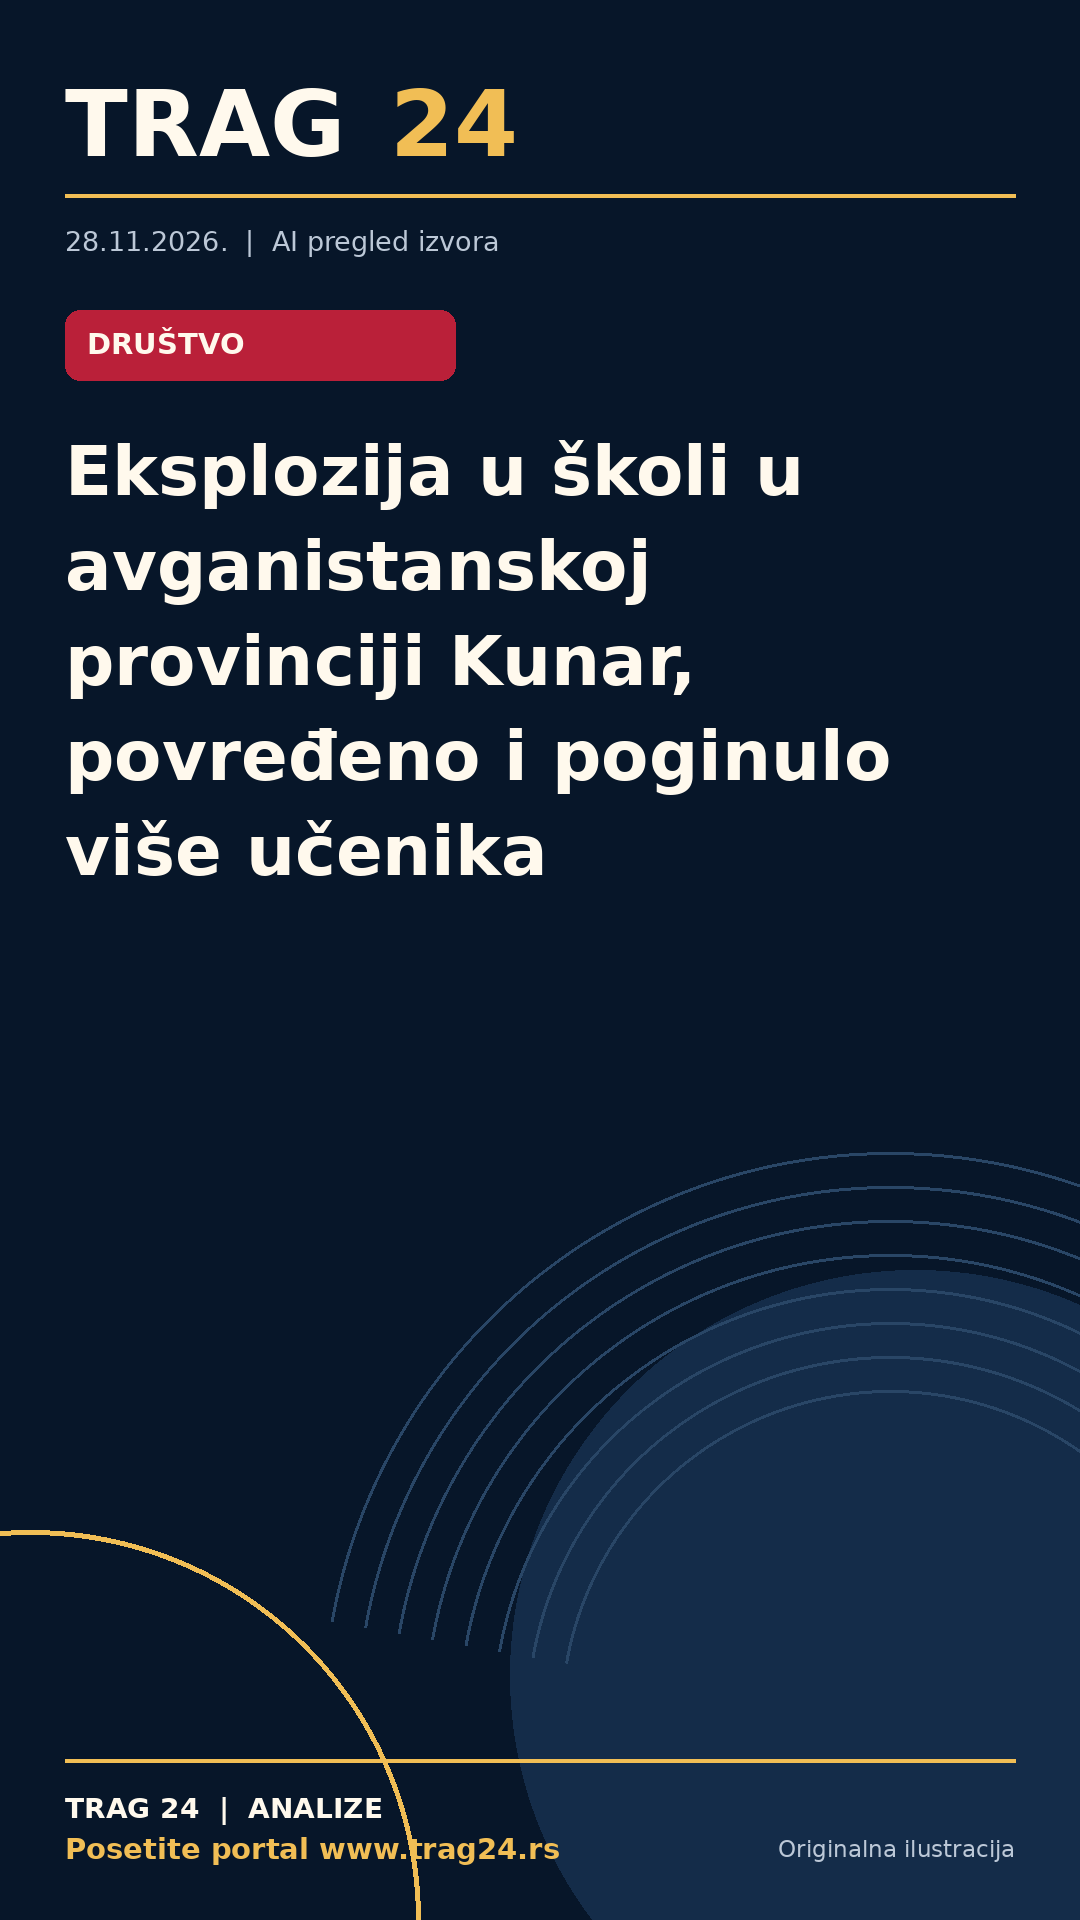 TRAG 24
28.11.2026. | AI pregled izvora
DRUŠTVO
Eksplozija u školi u
avganistanskoj
provinciji Kunar,
povređeno i poginulo
više učenika
TRAG 24 | ANALIZE
Posetite portal www.trag24.rs
Originalna ilustracija